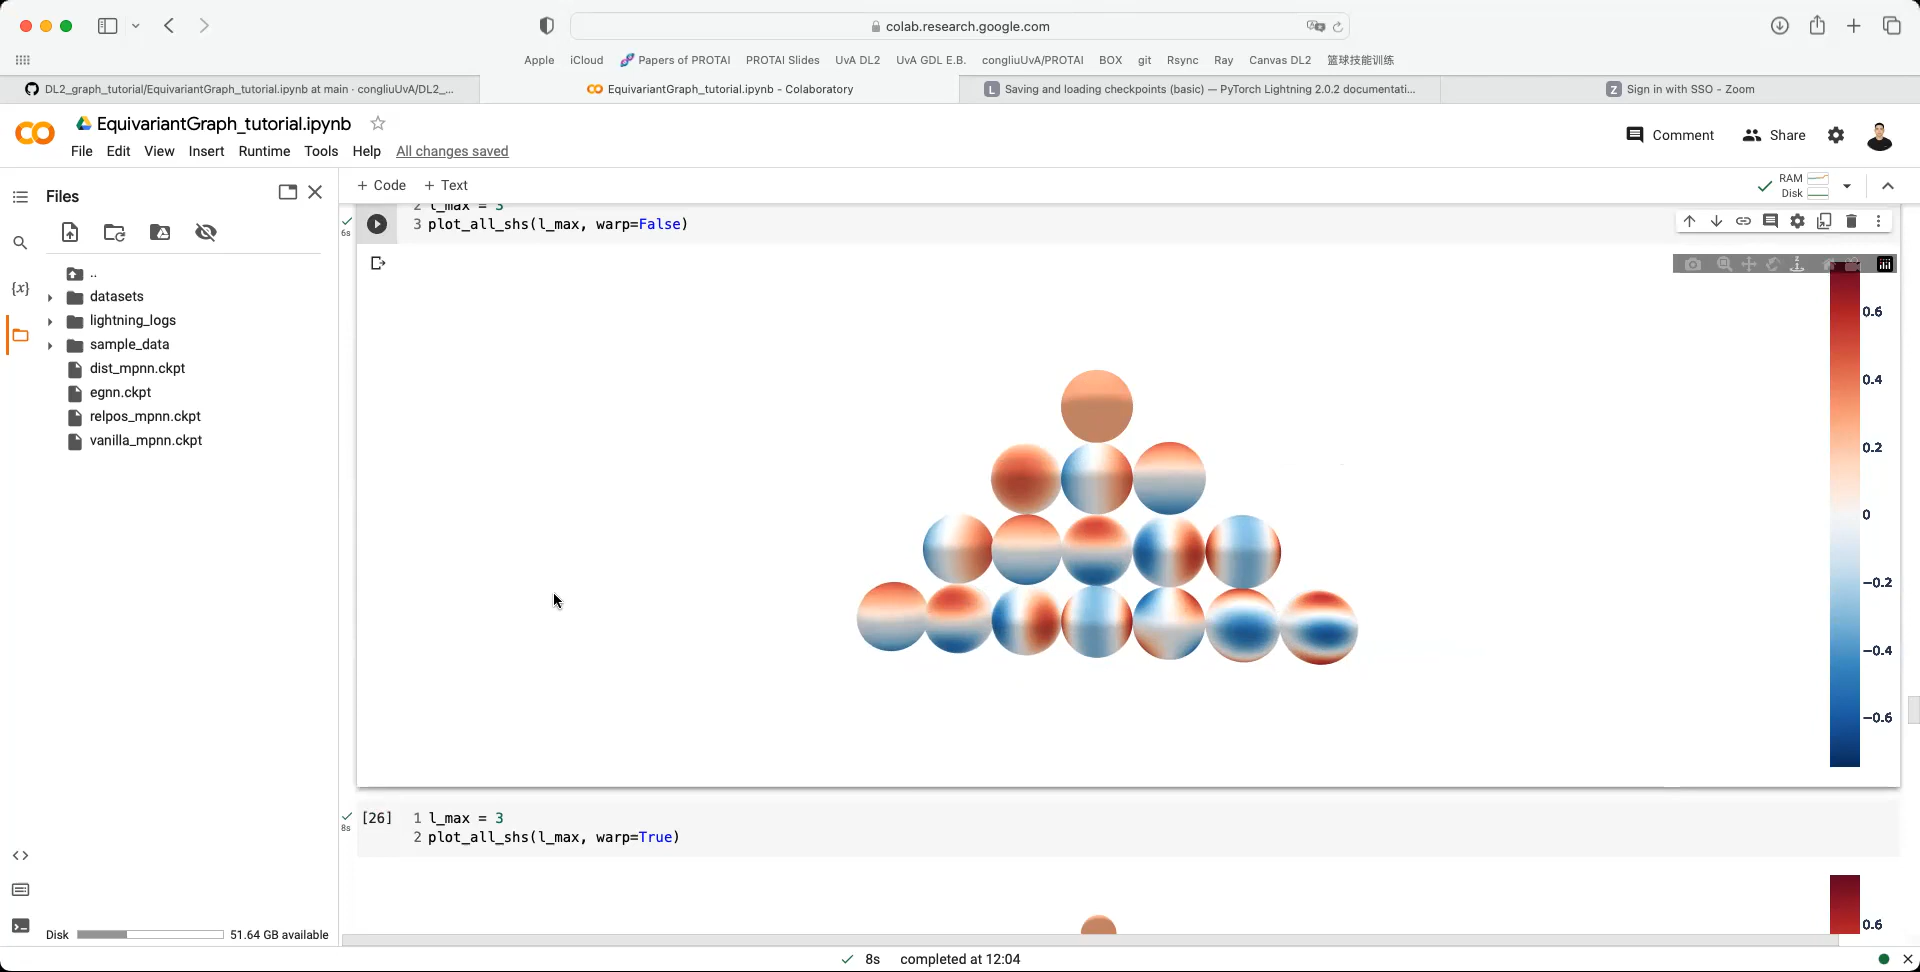 colab.research.google.com
Apple iCloud Papers of PROTAI PROTAI Slides UvA DL2 UvA GDL E.B. congliuUvA/PROTAI BOX git Rsync Ray Canvas DL2 篮球技能训练
DL2_graph_tutorial/EquivariantGraph_tutorial.ipynb at main · congliuUvA/DL2_...
EquivariantGraph_tutorial.ipynb - Colaboratory
L Saving and loading checkpoints (basic) — PyTorch Lightning 2.0.2 documentati...
Z Sign in with SSO - Zoom
EquivariantGraph_tutorial.ipynb
Comment Share
File Edit View Insert Runtime Tools Help All changes saved
Files
+ Code + Text
RAM
Disk
2 l_max = 3
6s
3 plot_all_shs(l_max, warp=False)
..
{x}
datasets
lightning_logs
sample_data
dist_mpnn.ckpt
egnn.ckpt
relpos_mpnn.ckpt
vanilla_mpnn.ckpt
0.6
0.4
0.2
0
−0.2
−0.4
−0.6
[26] 1 l_max = 3
8s
2 plot_all_shs(l_max, warp=True)
0.6
Disk 51.64 GB available
8s completed at 12:04